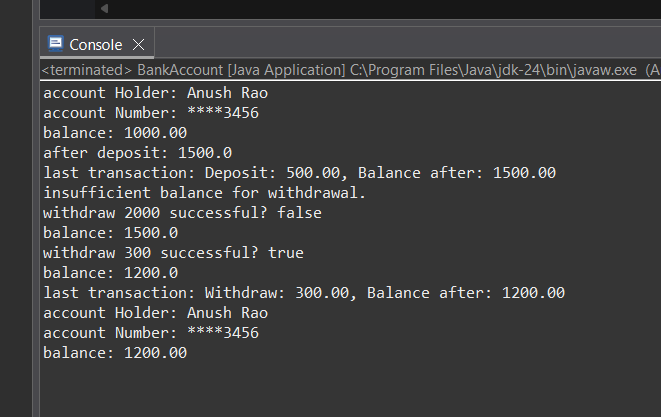 Console
<terminated> BankAccount [Java Application] C:\Program Files\Java\jdk-24\bin\javaw.exe (A
account Holder: Anush Rao
account Number: ****3456
balance: 1000.00
after deposit: 1500.0
last transaction: Deposit: 500.00, Balance after: 1500.00
insufficient balance for withdrawal.
withdraw 2000 successful? false
balance: 1500.0
withdraw 300 successful? true
balance: 1200.0
last transaction: Withdraw: 300.00, Balance after: 1200.00
account Holder: Anush Rao
account Number: ****3456
balance: 1200.00